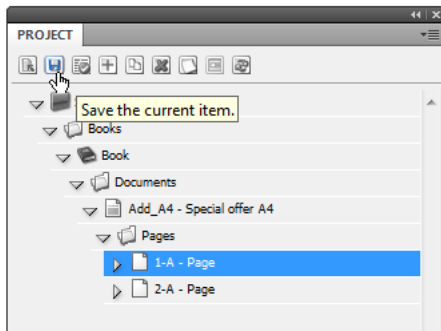 PROJECT
Save the current item.
Books
Book
Documents
Add_A4 - Special offer A4
Pages
1-A - Page
2-A - Page